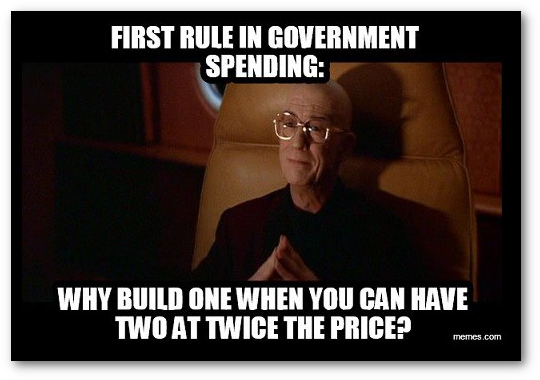 FIRST RULE IN GOVERNMENT
SPENDING:
WHY BUILD ONE WHEN YOU CAN HAVE
TWO AT TWICE THE PRICE?
memes.com